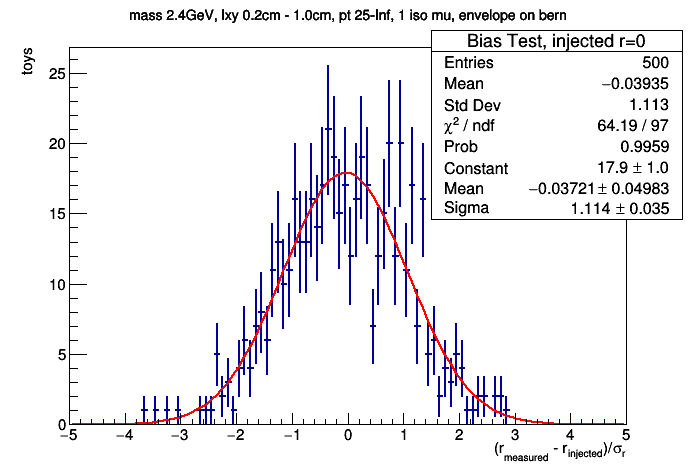 mass 2.4GeV, lxy 0.2cm - 1.0cm, pt 25-Inf, 1 iso mu, envelope on bern
toys
Bias Test, injected r=0
Entries 500
Mean −0.03935
Std Dev 1.113
χ² / ndf 64.19 / 97
Prob 0.9959
Constant 17.9 ± 1.0
Mean −0.03721 ± 0.04983
Sigma 1.114 ± 0.035
25
20
15
10
5
0
−5 −4 −3 −2 −1 0 1 2 3 4 5
(r_measured - r_injected)/σ_r